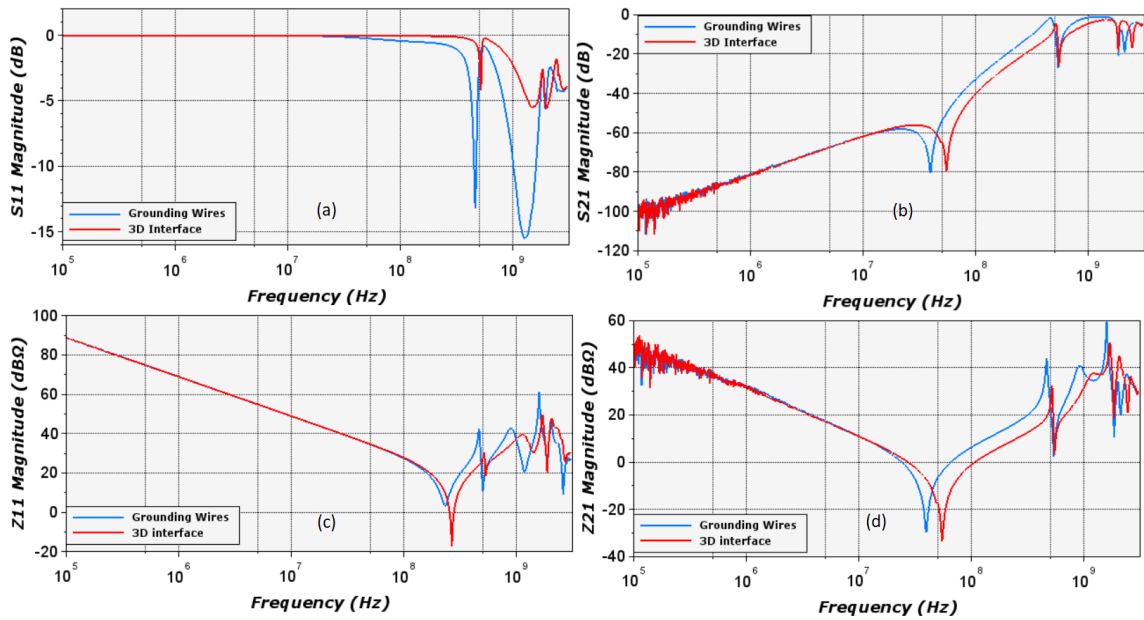 S11 Magnitude (dB)
0
-5
-10
-15
Grounding Wires
3D Interface
(a)
10^5 10^6 10^7 10^8 10^9
Frequency (Hz)
S21 Magnitude (dB)
0
-20
-40
-60
-80
-100
-120
Grounding Wires
3D Interface
(b)
10^5 10^6 10^7 10^8 10^9
Frequency (Hz)
Z11 Magnitude (dBΩ)
100
80
60
40
20
0
-20
Grounding Wires
3D interface
(c)
10^5 10^6 10^7 10^8 10^9
Frequency (Hz)
Z21 Magnitude (dBΩ)
60
40
20
0
-20
-40
Grounding Wires
3D interface
(d)
10^5 10^6 10^7 10^8 10^9
Frequency (Hz)